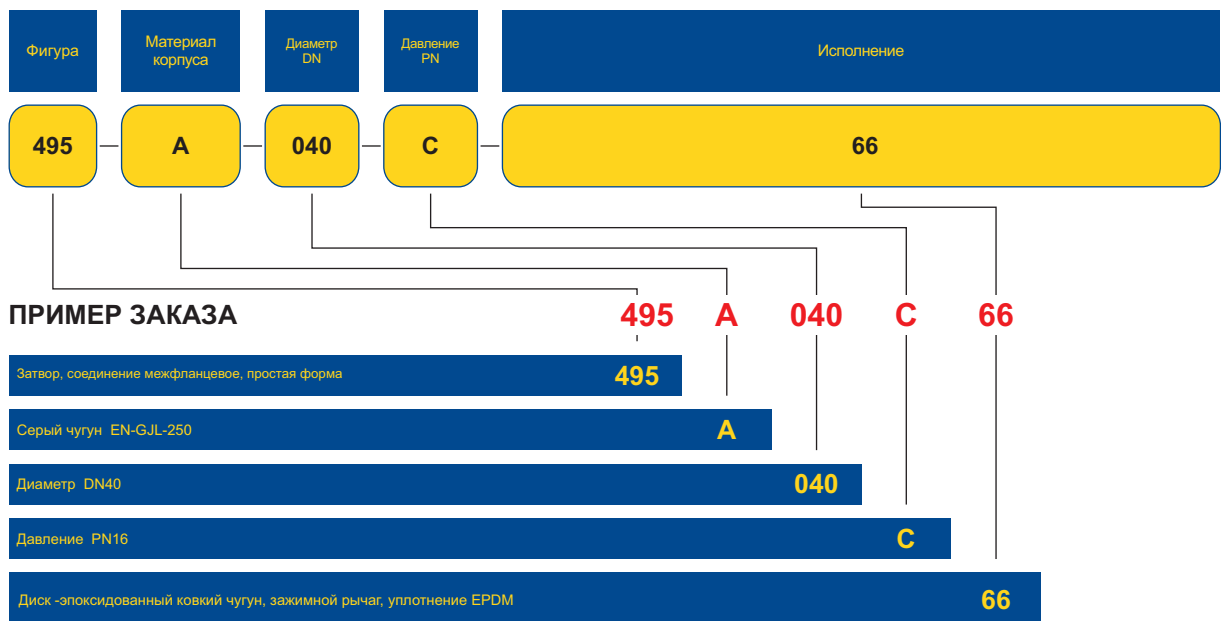 Фигура
Материал
корпуса
Диаметр
DN
Давление
PN
Исполнение
495
A
040
C
66
ПРИМЕР ЗАКАЗА
495 A 040 C 66
Затвор, соединение межфланцевое, простая форма 495
Серый чугун EN-GJL-250 A
Диаметр DN40 040
Давление PN16 C
Диск -эпоксидованный ковкий чугун, зажимной рычаг, уплотнение EPDM 66